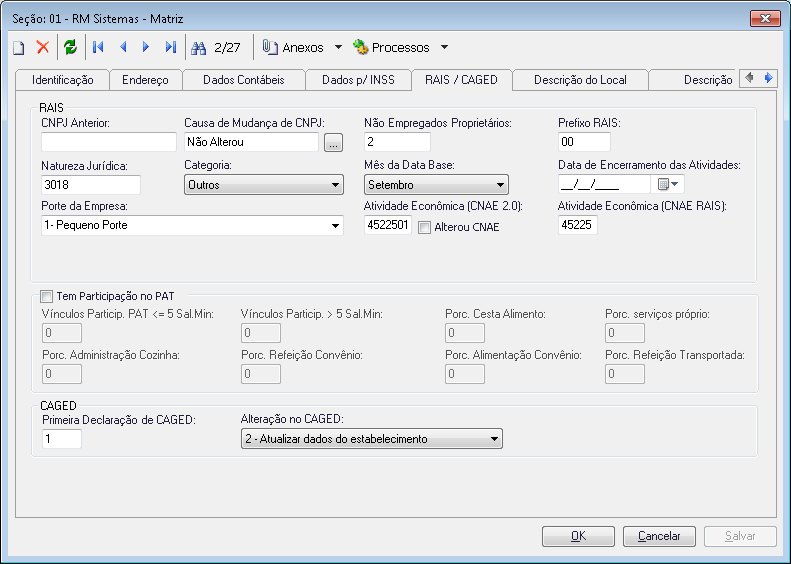 Seção: 01 - RM Sistemas - Matriz
2/27 Anexos Processos
Identificação Endereço Dados Contábeis Dados p/ INSS RAIS / CAGED Descrição do Local Descrição
RAIS
CNPJ Anterior: Causa de Mudança de CNPJ: Não Empregados Proprietários: Prefixo RAIS:
Não Alterou ... 2 00
Natureza Jurídica: Categoria: Mês da Data Base: Data de Encerramento das Atividades:
3018 Outros Setembro __/__/____
Porte da Empresa: Atividade Econômica (CNAE 2.0): Atividade Econômica (CNAE RAIS):
1- Pequeno Porte 4522501 Alterou CNAE 45225
Tem Participação no PAT
Vínculos Particip. PAT <= 5 Sal.Min: Vínculos Particip. > 5 Sal.Min: Porc. Cesta Alimento: Porc. serviços próprio:
0 0 0 0
Porc. Administração Cozinha: Porc. Refeição Convênio: Porc. Alimentação Convênio: Porc. Refeição Transportada:
0 0 0 0
CAGED
Primeira Declaração de CAGED: Alteração no CAGED:
1 2 - Atualizar dados do estabelecimento
OK Cancelar Salvar